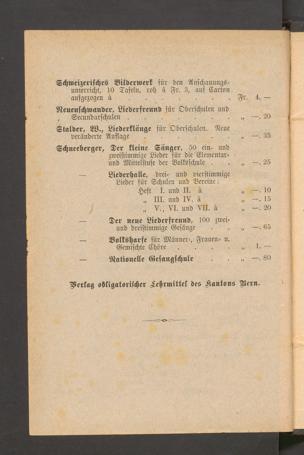 Schweizerisches Bilderwerk für den Anschauungs-
unterricht, 10 Tafeln, roh à Fr. 3, auf Carton
aufgezogen à . . . . . . Fr. 4. —
Neuenschwander, Liederfreund für Oberschulen und
Secundarschulen . . . . . „ —. 20
Stalder, W., Liederklänge für Oberschulen. Neue
veränderte Auflage . . . . . „ —. 35
Schneeberger, Der kleine Sänger, 50 ein- und
zweistimmige Lieder für die Elementar-
und Mittelstufe der Volksschule . . „ —. 25
— Liederhalle, drei- und vierstimmige
Lieder für Schulen und Vereine:
Heft I. und II. à . „ —. 10
„ III. und IV. à . „ —. 15
„ V., VI. und VII. à „ —. 20
— Der neue Liederfreund, 100 zwei-
und dreistimmige Gesänge . . . „ —. 65
— Volksharfe für Männer-, Frauen- u.
Gemischte Chöre . . . . „ 1. —
— Rationelle Gesangschule . . . „ —. 80
Verlag obligatorischer Lehrmittel des Kantons Bern.